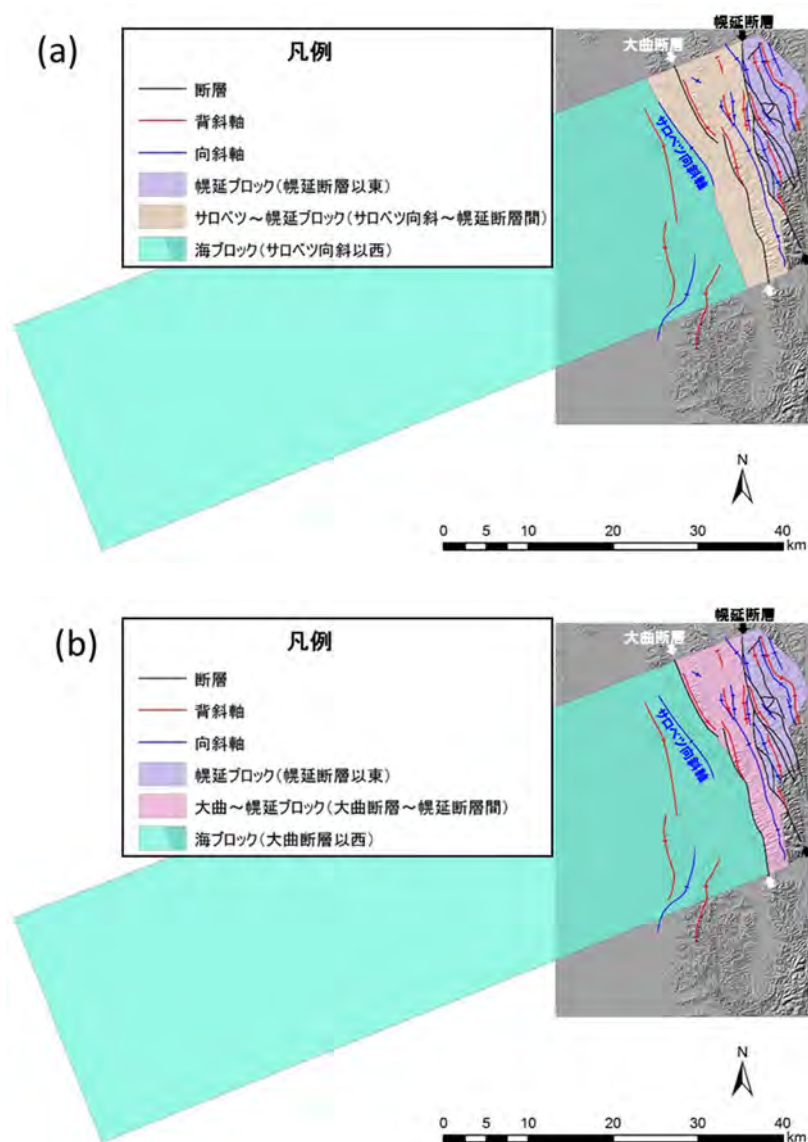 (a)
凡例
断層
背斜軸
向斜軸
幌延ブロック(幌延断層以東)
サロベツ～幌延ブロック(サロベツ向斜～幌延断層間)
海ブロック(サロベツ向斜以西)
幌延断層
大曲断層
サロベツ向斜軸
N
0 5 10 20 30 40
km
(b)
凡例
断層
背斜軸
向斜軸
幌延ブロック(幌延断層以東)
大曲～幌延ブロック(大曲断層～幌延断層間)
海ブロック(大曲断層以西)
幌延断層
大曲断層
サロベツ向斜軸
N
0 5 10 20 30 40
km